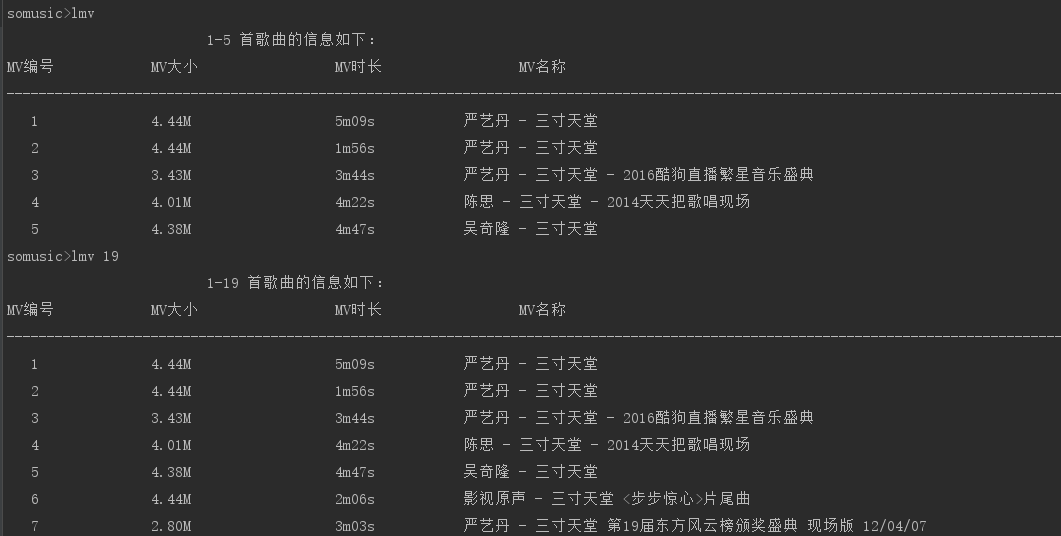 somusic>lmv
1-5 首歌曲的信息如下:
MV编号 MV大小 MV时长 MV名称
1 4.44M 5m09s 严艺丹 - 三寸天堂
2 4.44M 1m56s 严艺丹 - 三寸天堂
3 3.43M 3m44s 严艺丹 - 三寸天堂 - 2016酷狗直播繁星音乐盛典
4 4.01M 4m22s 陈思 - 三寸天堂 - 2014天天把歌唱现场
5 4.38M 4m47s 吴奇隆 - 三寸天堂
somusic>lmv 19
1-19 首歌曲的信息如下:
MV编号 MV大小 MV时长 MV名称
1 4.44M 5m09s 严艺丹 - 三寸天堂
2 4.44M 1m56s 严艺丹 - 三寸天堂
3 3.43M 3m44s 严艺丹 - 三寸天堂 - 2016酷狗直播繁星音乐盛典
4 4.01M 4m22s 陈思 - 三寸天堂 - 2014天天把歌唱现场
5 4.38M 4m47s 吴奇隆 - 三寸天堂
6 4.44M 2m06s 影视原声 - 三寸天堂 <步步惊心>片尾曲
7 2.80M 3m03s 严艺丹 - 三寸天堂 第19届东方风云榜颁奖盛典 现场版 12/04/07